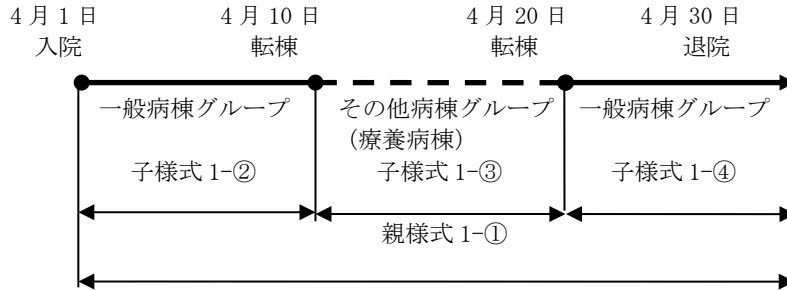 4月1日 4月10日 4月20日 4月30日
入院 転棟 転棟 退院
一般病棟グループ その他病棟グループ 一般病棟グループ
（療養病棟）
子様式 1-② 子様式 1-③ 子様式 1-④
親様式 1-①